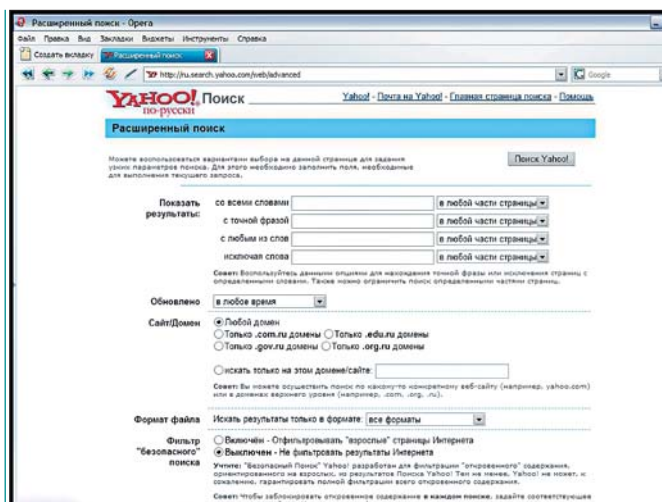 Расширенный поиск - Opera
Файл Правка Вид Закладки Виджеты Инструменты Справка
Создать вкладку Расширенный поиск
http://ru.search.yahoo.com/web/advanced Google
YAHOO! по-русски Поиск Yahoo! - Почта на Yahoo! - Главная страница поиска - Помощь
Расширенный поиск
Можете воспользоваться вариантами выбора на данной странице для задания
узких параметров поиска. Для этого необходимо заполнить поля, необходимые
для выполнения текущего запроса.
Поиск Yahoo!
Показать результаты:
со всеми словами в любой части страницы
с точной фразой в любой части страницы
с любым из слов в любой части страницы
исключая слова в любой части страницы
Совет: Воспользуйтесь данными опциями для нахождения точной фразы или исключения страниц с
определенными словами. Также можно ограничить поиск определенными частями страниц.
Обновлено в любое время
Сайт/Домен Любой домен
Только .com.ru домены Только .edu.ru домены
Только .gov.ru домены Только .org.ru домены
искать только на этом домене/сайте:
Совет: Вы можете осуществить поиск по какому-то конкретному веб-сайту (например, yahoo.com)
или в доменах верхнего уровня (например, .com, .org, .ru).
Формат файла Искать результаты только в формате: все форматы
Фильтр "безопасного" поиска
Включён - Отфильтровывать "взрослые" страницы Интернета
Выключен - Не фильтровать результаты Интернета
Учтите: "Безопасный Поиск" Yahoo! разработан для фильтрации "откровенного" содержания,
ориентированного на взрослых, из результатов Поиска Yahoo! Тем не менее, Yahoo! не может, к
сожалению, гарантировать полной фильтрации всего откровенного содержания.
Совет: Чтобы заблокировать откровенное содержание в каждом поиске, задайте соответствующее